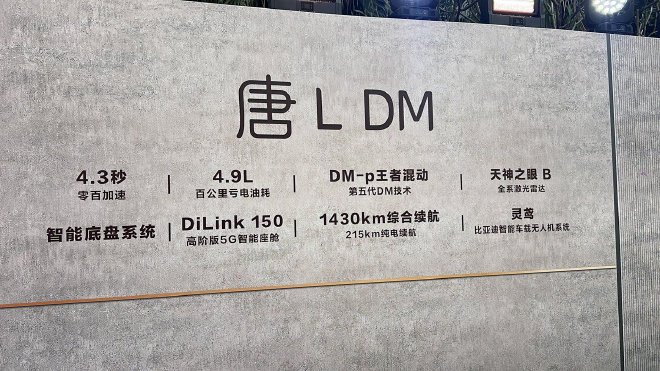 唐 L DM
4.3秒
零百加速
4.9L
百公里亏电油耗
DM-p王者混动
第五代DM技术
天神之眼 B
全系激光雷达
智能底盘系统
DiLink 150
高阶版5G智能座舱
1430km综合续航
215km纯电续航
灵鸢
比亚迪智能车载无人机系统